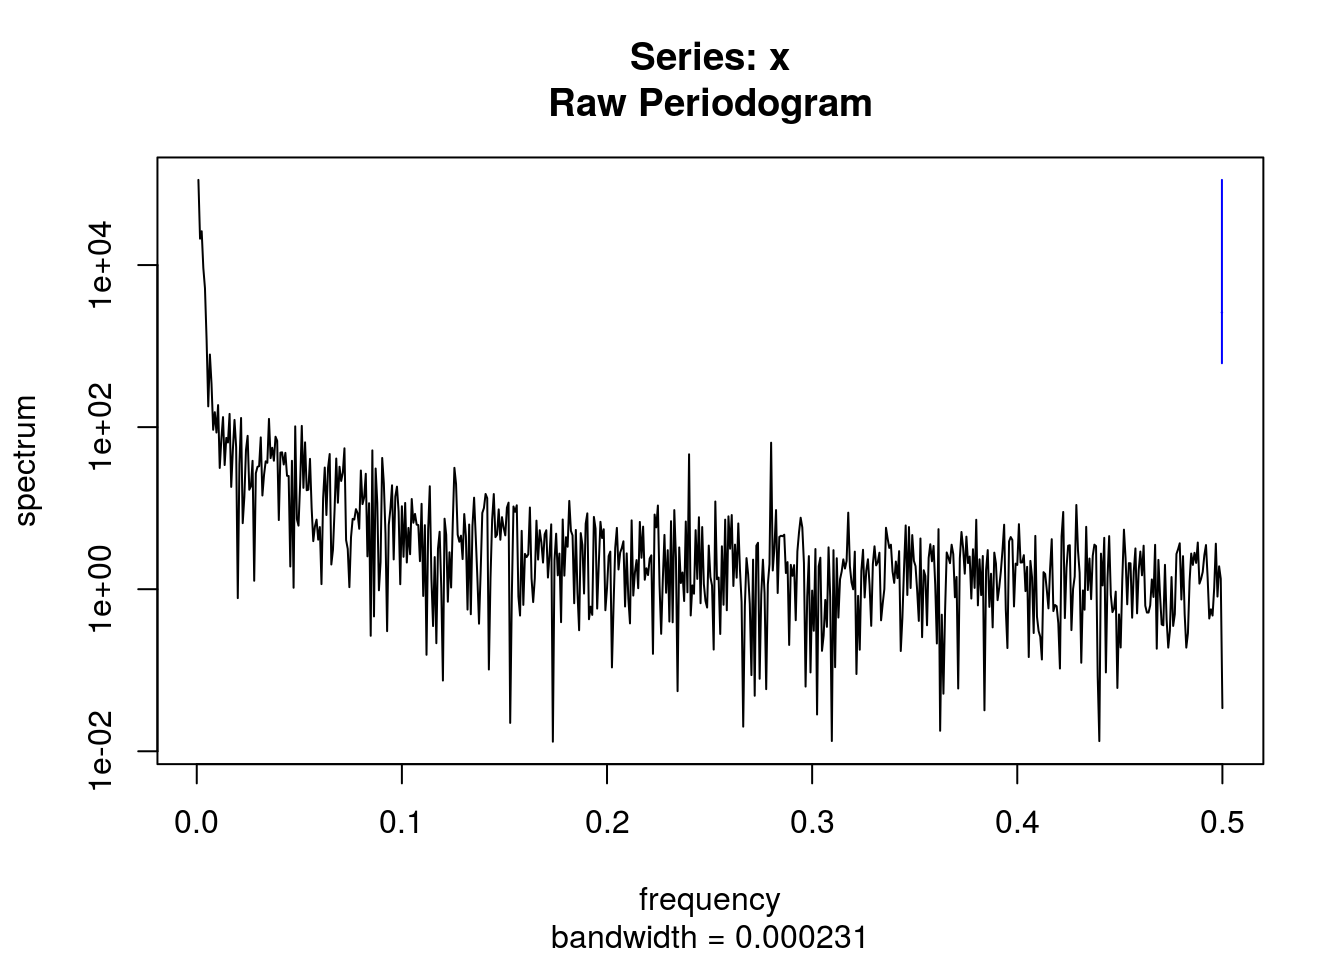 Series: x
Raw Periodogram
spectrum
1e+04
1e+02
1e+00
1e-02
0.0 0.1 0.2 0.3 0.4 0.5
frequency
bandwidth = 0.000231